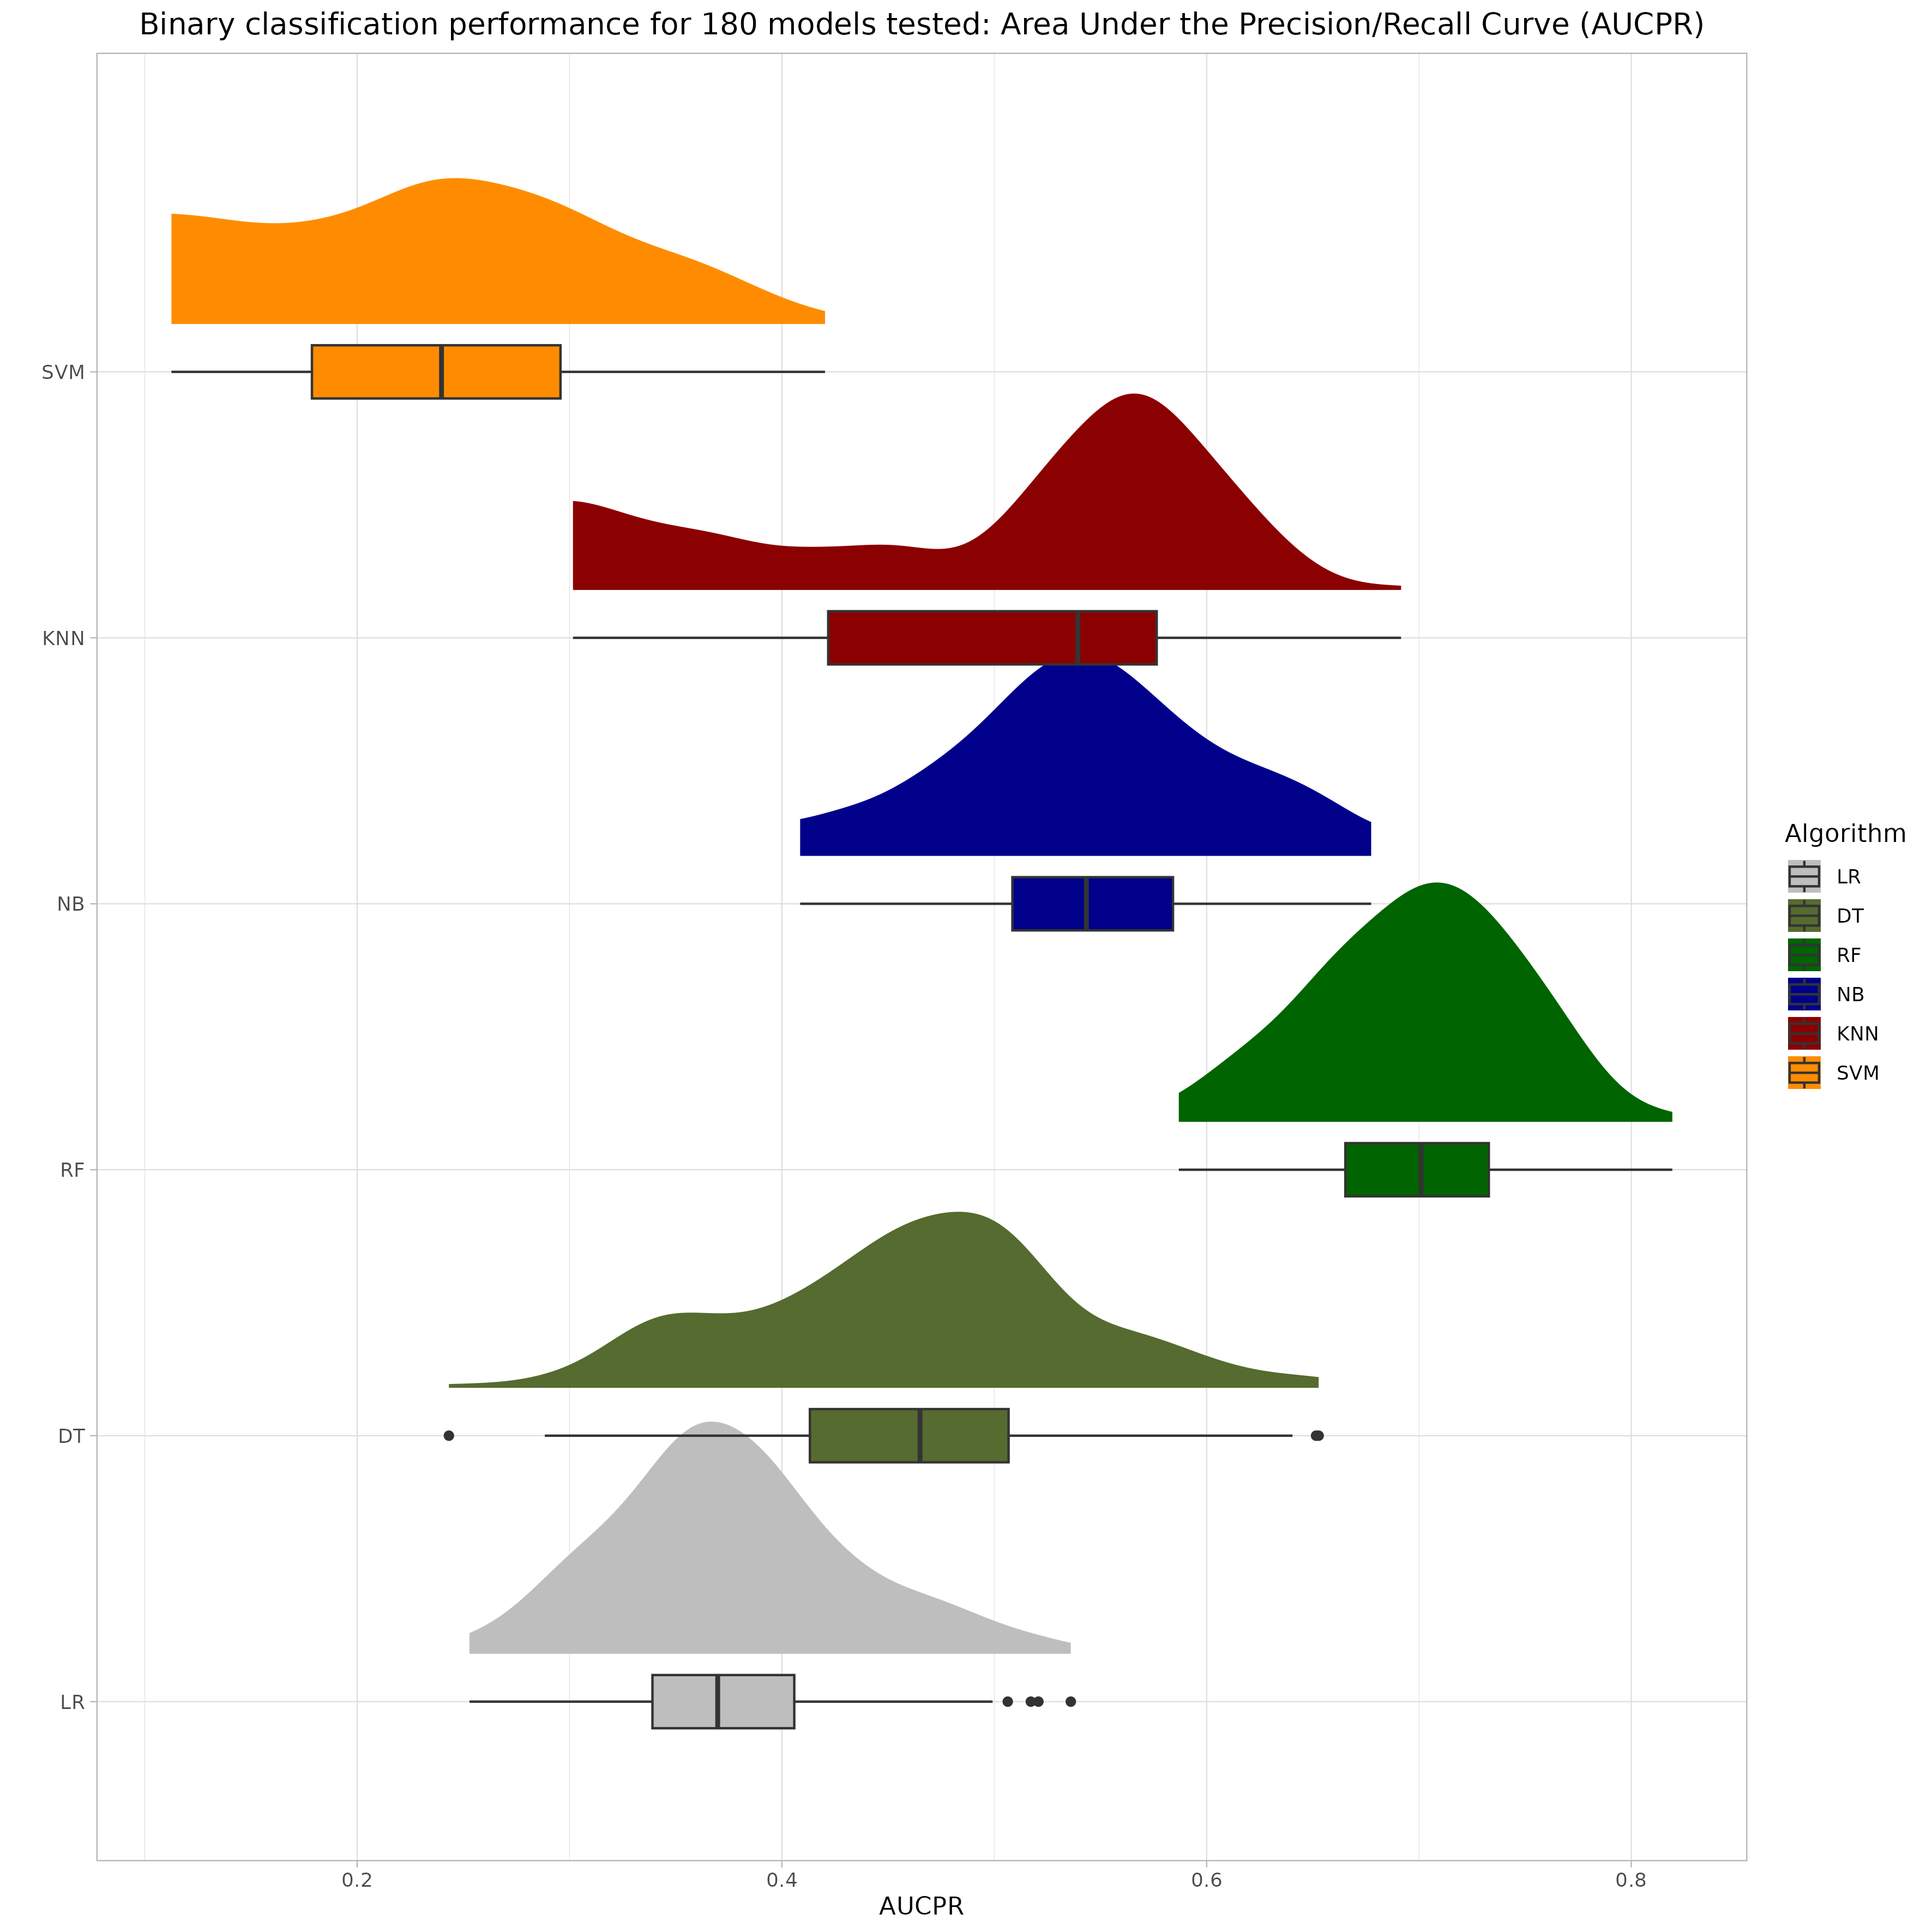 Binary classification performance for 180 models tested: Area Under the Precision/Recall Curve (AUCPR)
SVM
KNN
NB
RF
DT
LR
0.2
0.4
0.6
0.8
AUCPR
Algorithm
LR
DT
RF
NB
KNN
SVM